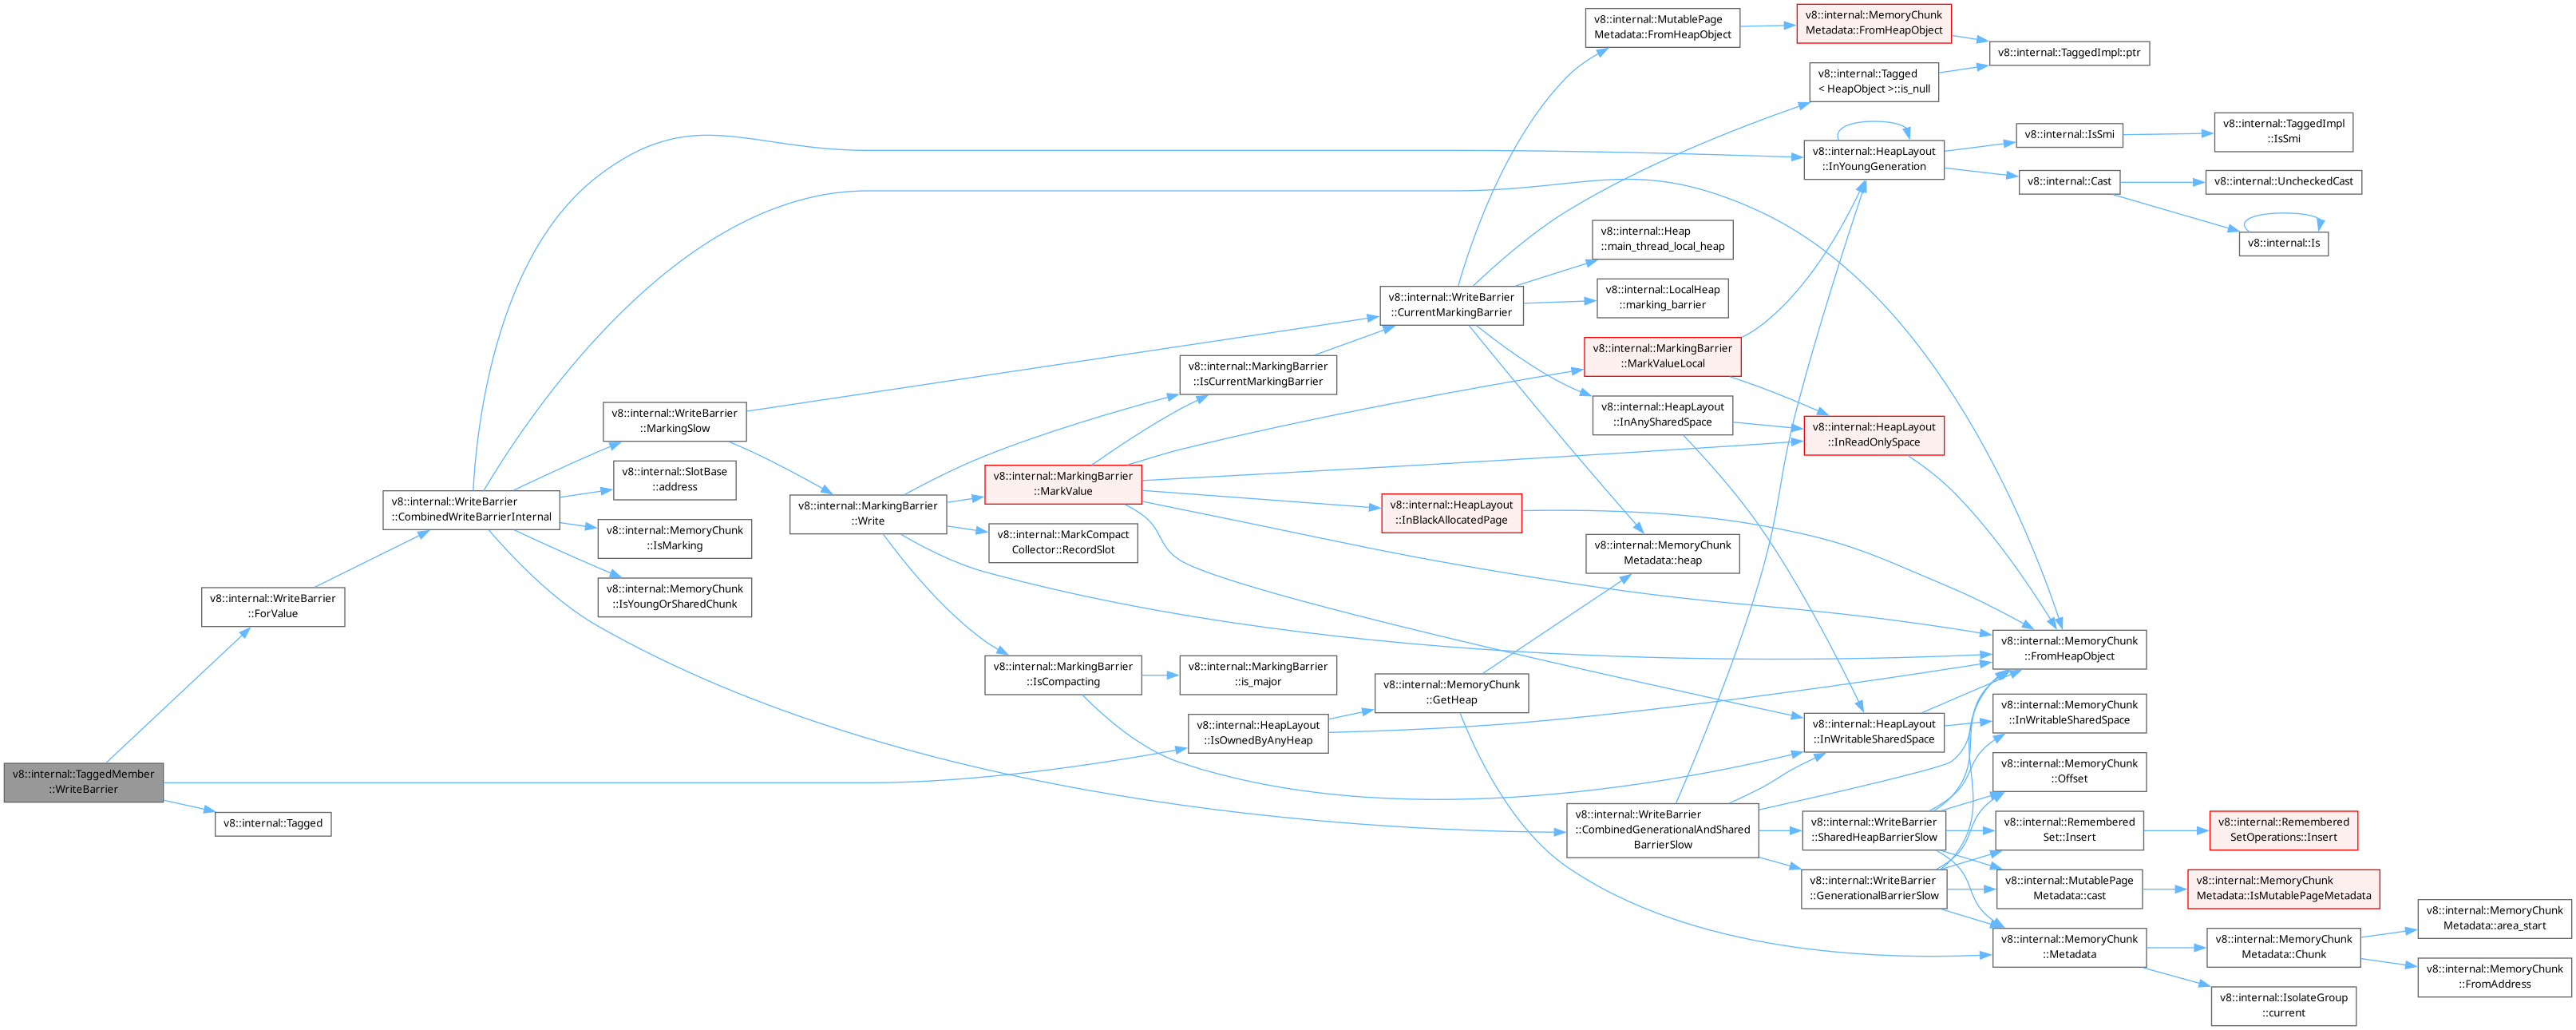 v8::internal::TaggedMember
::WriteBarrier
v8::internal::WriteBarrier
::ForValue
v8::internal::Tagged
v8::internal::WriteBarrier
::CombinedWriteBarrierInternal
v8::internal::WriteBarrier
::MarkingSlow
v8::internal::SlotBase
::address
v8::internal::MemoryChunk
::IsMarking
v8::internal::MemoryChunk
::IsYoungOrSharedChunk
v8::internal::MarkingBarrier
::Write
v8::internal::MarkingBarrier
::IsCurrentMarkingBarrier
v8::internal::MarkingBarrier
::MarkValue
v8::internal::MarkCompact
Collector::RecordSlot
v8::internal::MarkingBarrier
::IsCompacting
v8::internal::MarkingBarrier
::is_major
v8::internal::HeapLayout
::IsOwnedByAnyHeap
v8::internal::WriteBarrier
::CurrentMarkingBarrier
v8::internal::HeapLayout
::InBlackAllocatedPage
v8::internal::MemoryChunk
::GetHeap
v8::internal::MutablePage
Metadata::FromHeapObject
v8::internal::Heap
::main_thread_local_heap
v8::internal::LocalHeap
::marking_barrier
v8::internal::MarkingBarrier
::MarkValueLocal
v8::internal::HeapLayout
::InAnySharedSpace
v8::internal::MemoryChunk
Metadata::heap
v8::internal::WriteBarrier
::CombinedGenerationalAndShared
BarrierSlow
v8::internal::MemoryChunk
Metadata::FromHeapObject
v8::internal::Tagged
< HeapObject >::is_null
v8::internal::HeapLayout
::InYoungGeneration
v8::internal::HeapLayout
::InReadOnlySpace
v8::internal::HeapLayout
::InWritableSharedSpace
v8::internal::WriteBarrier
::SharedHeapBarrierSlow
v8::internal::WriteBarrier
::GenerationalBarrierSlow
v8::internal::TaggedImpl::ptr
v8::internal::IsSmi
v8::internal::Cast
v8::internal::MemoryChunk
::FromHeapObject
v8::internal::MemoryChunk
::InWritableSharedSpace
v8::internal::MemoryChunk
::Offset
v8::internal::Remembered
Set::Insert
v8::internal::MutablePage
Metadata::cast
v8::internal::MemoryChunk
::Metadata
v8::internal::TaggedImpl
::IsSmi
v8::internal::UncheckedCast
v8::internal::Is
v8::internal::Remembered
SetOperations::Insert
v8::internal::MemoryChunk
Metadata::IsMutablePageMetadata
v8::internal::MemoryChunk
Metadata::Chunk
v8::internal::IsolateGroup
::current
v8::internal::MemoryChunk
Metadata::area_start
v8::internal::MemoryChunk
::FromAddress